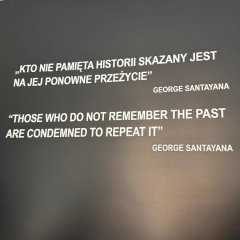 „KTO NIE PAMIĘTA HISTORII SKAZANY JEST
NA JEJ PONOWNE PRZEŻYCIE”
GEORGE SANTAYANA
“THOSE WHO DO NOT REMEMBER THE PAST
ARE CONDEMNED TO REPEAT IT”
GEORGE SANTAYANA